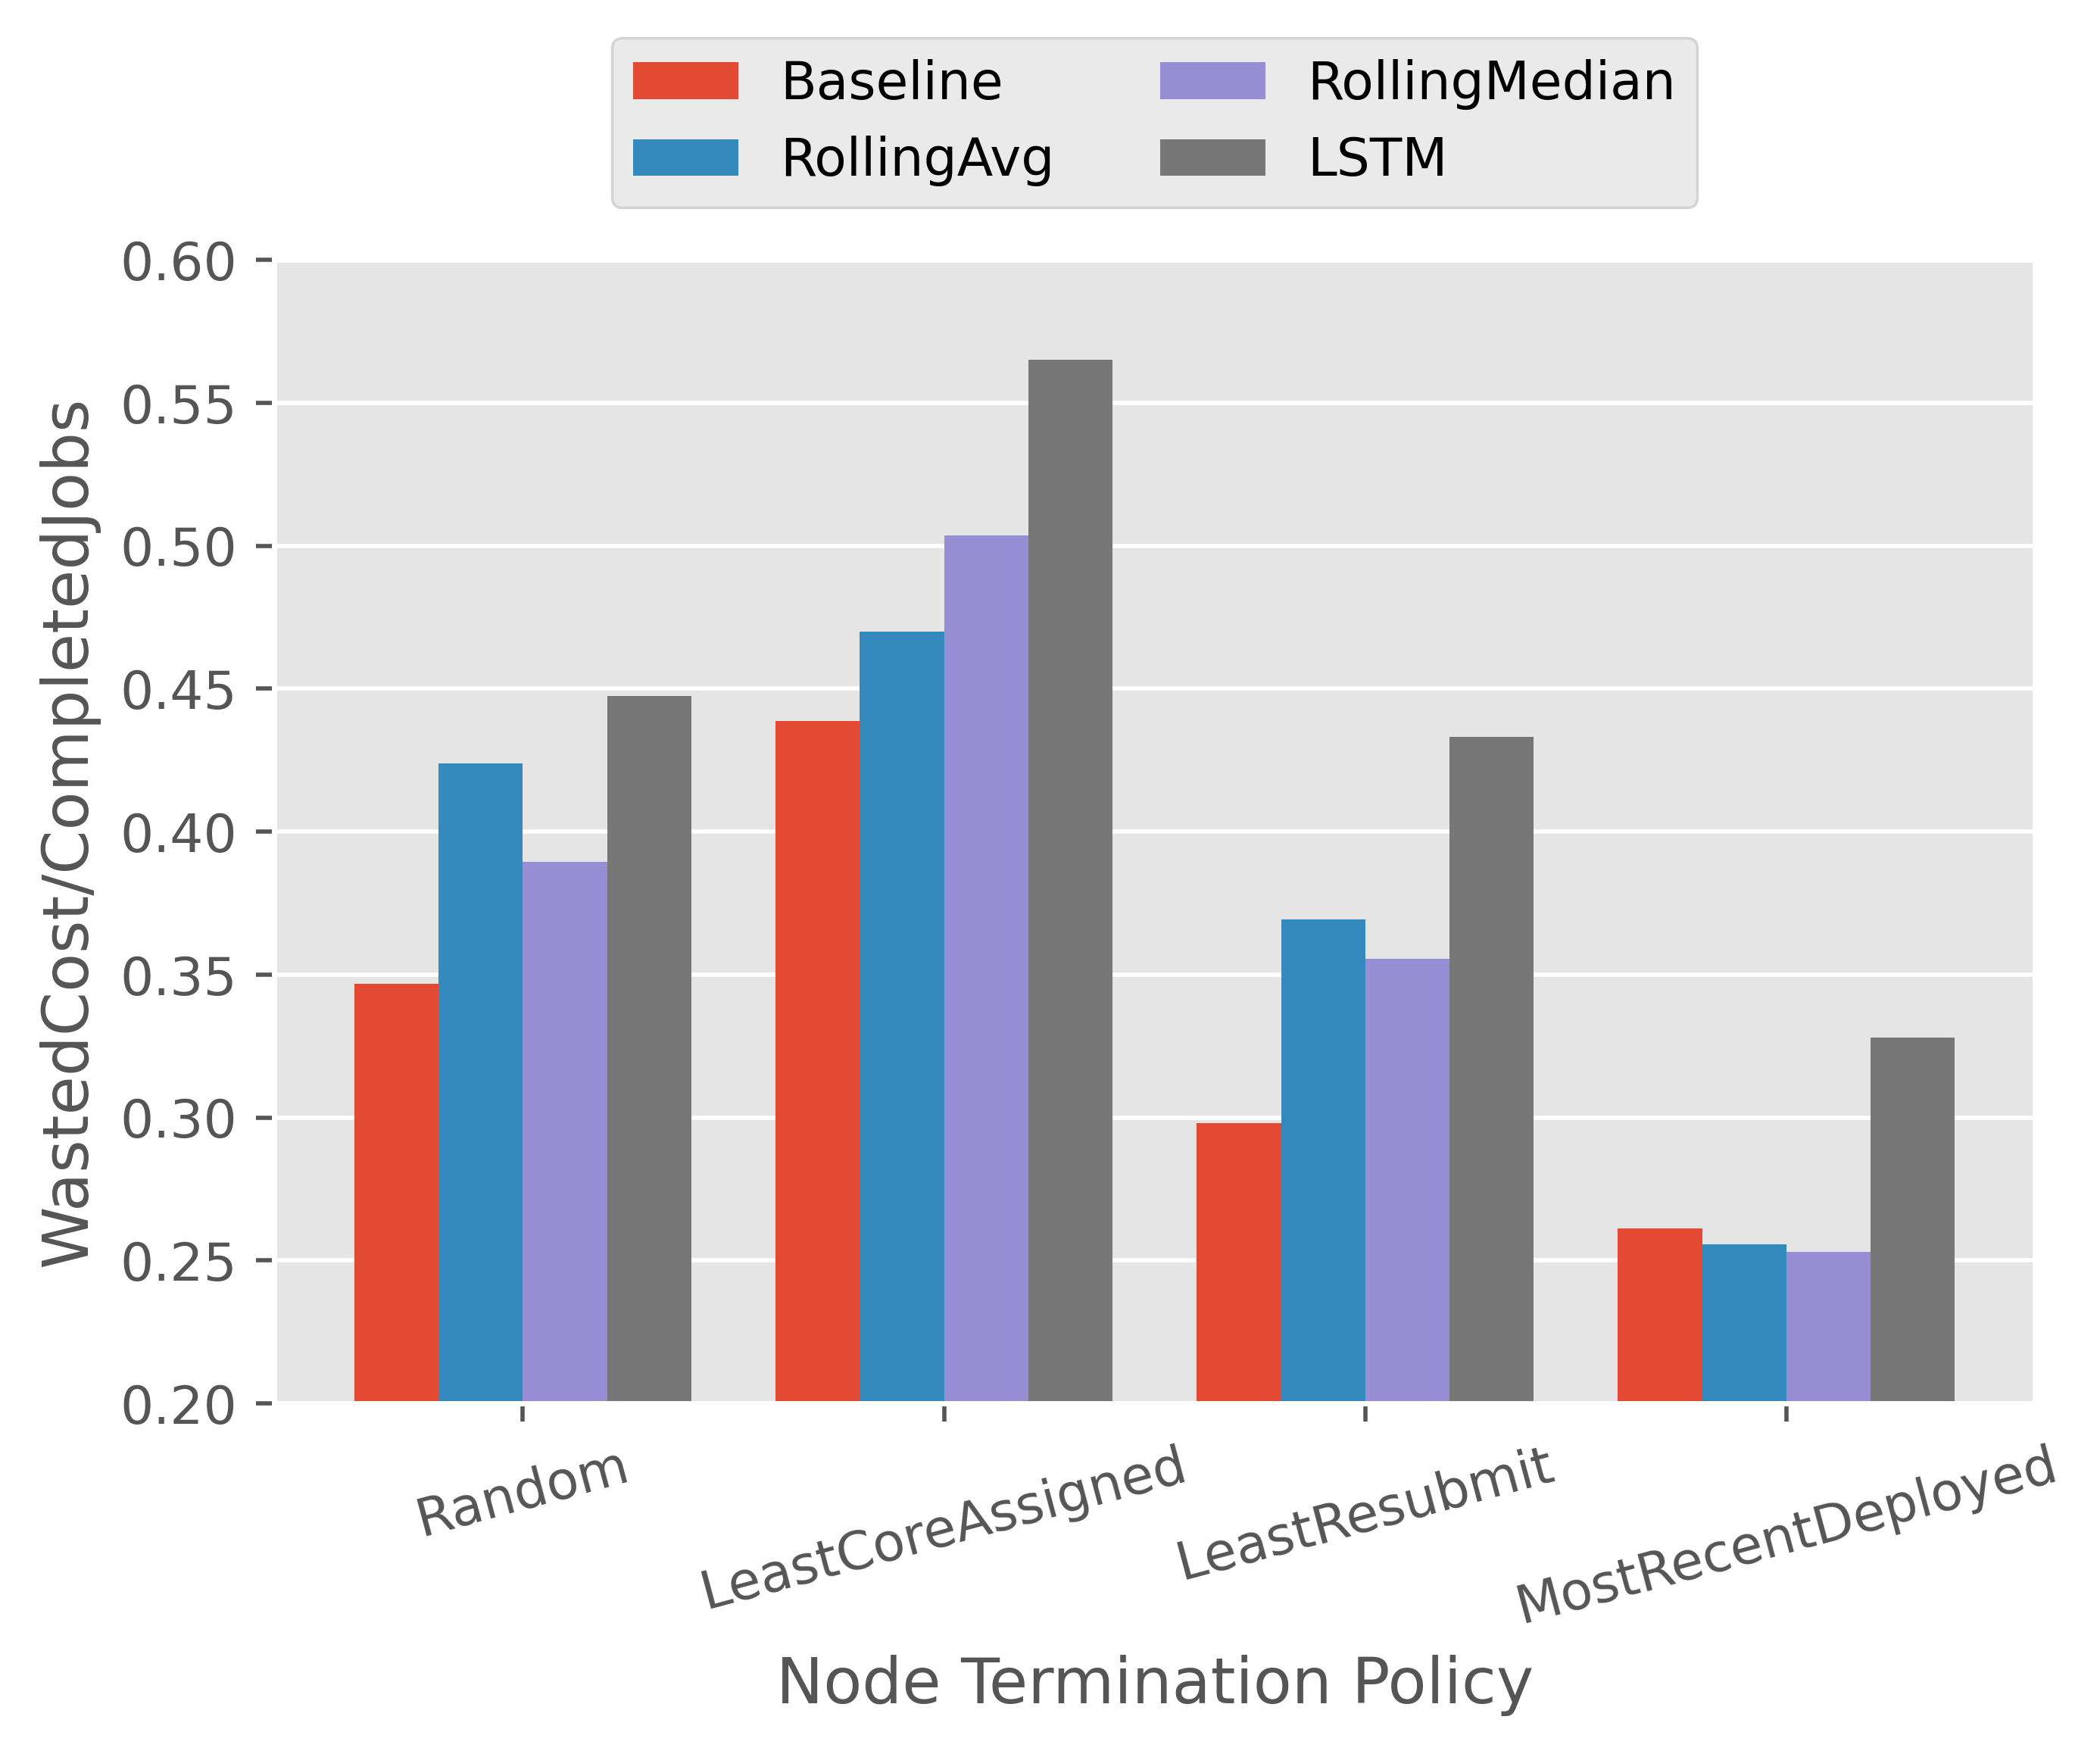 Baseline
RollingAvg
RollingMedian
LSTM
WastedCost/CompletedJobs
0.60
0.55
0.50
0.45
0.40
0.35
0.30
0.25
0.20
Random
LeastCoreAssigned
LeastResubmit
MostRecentDeployed
Node Termination Policy